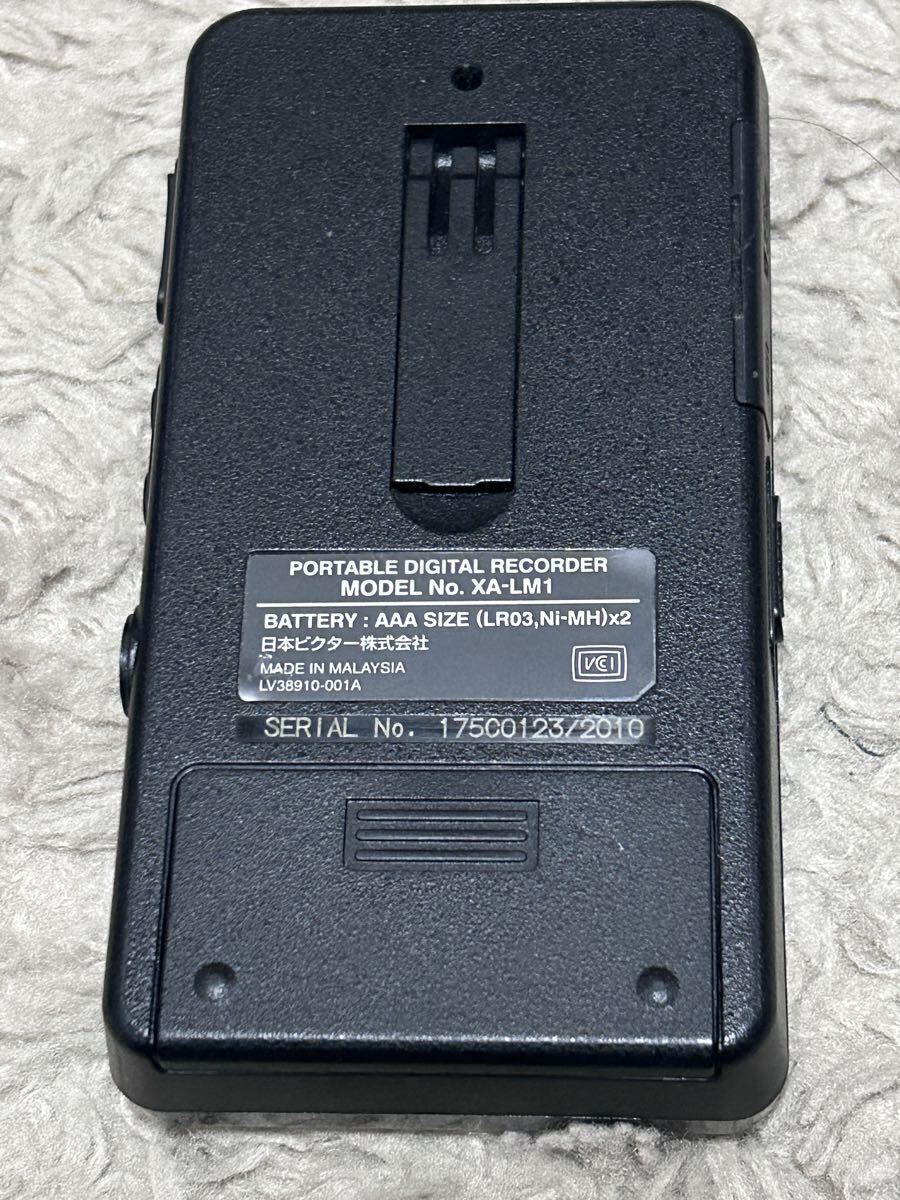 PORTABLE DIGITAL RECORDER
MODEL No. XA-LM1
BATTERY : AAA SIZE (LR03,Ni-MH)x2
日本ビクター株式会社
MADE IN MALAYSIA
LV38910-001A
VCI
SERIAL No. 175C0123/2010